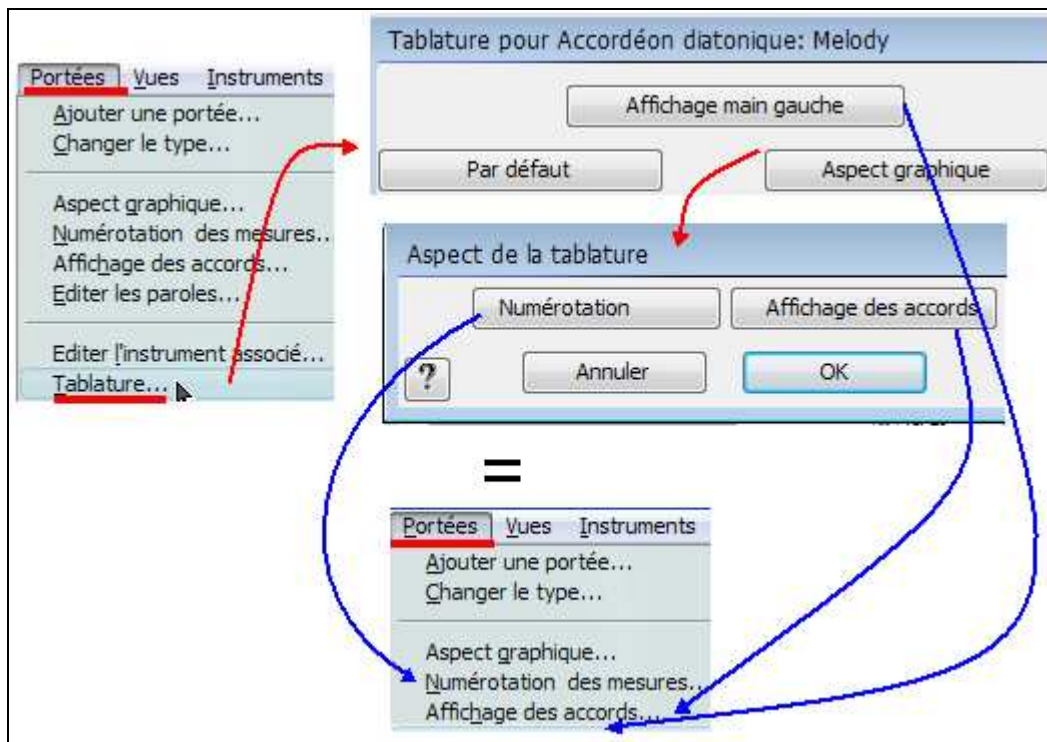 Portées Vues Instruments
Ajouter une portée...
Changer le type...
Aspect graphique...
Numérotation des mesures..
Affichage des accords...
Editer les paroles...
Editer l'instrument associé...
Tablature...
Tablature pour Accordéon diatonique: Melody
Affichage main gauche
Par défaut Aspect graphique
Aspect de la tablature
Numérotation Affichage des accords
? Annuler OK
=
Portées Vues Instruments
Ajouter une portée...
Changer le type...
Aspect graphique...
Numérotation des mesures..
Affichage des accords...